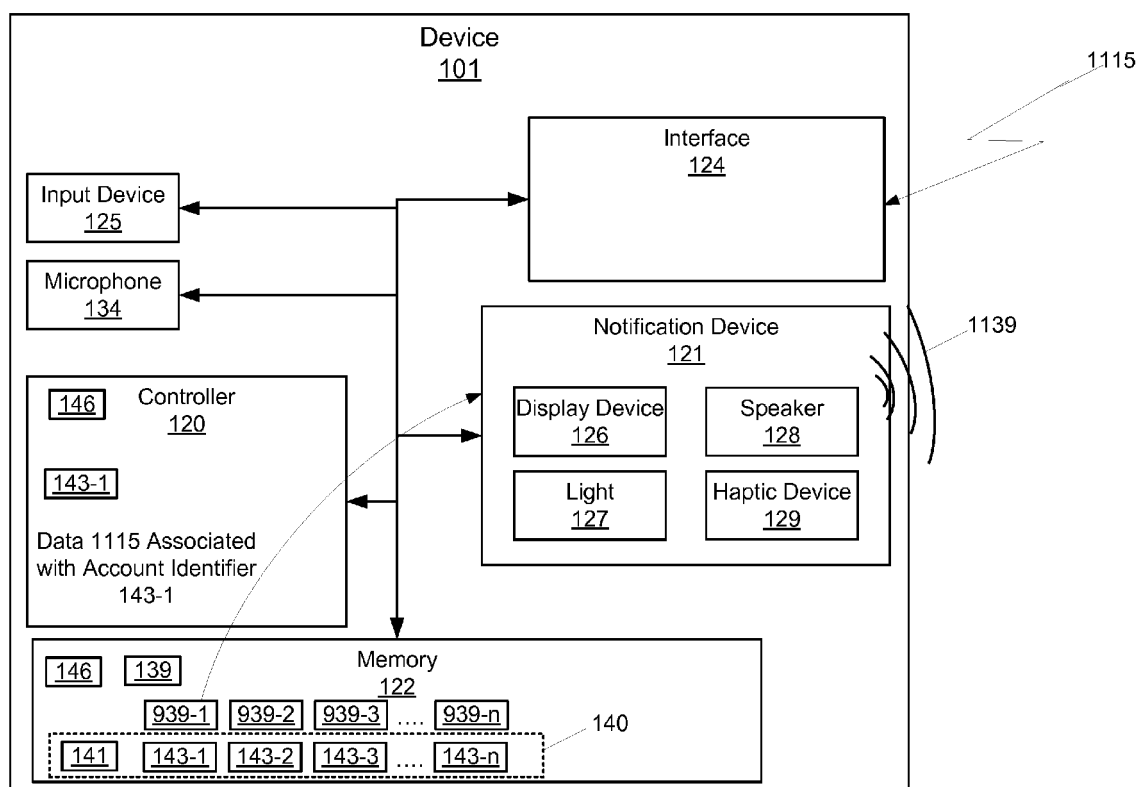 Device
101
1115
Interface
124
Input Device
125
Microphone
134
1139
Notification Device
121
Display Device
126
Speaker
128
Light
127
Haptic Device
129
146
Controller
120
143-1
Data 1115 Associated
with Account Identifier
143-1
Memory
122
146 139
939-1 939-2 939-3 .... 939-n
140
141 143-1 143-2 143-3 .... 143-n